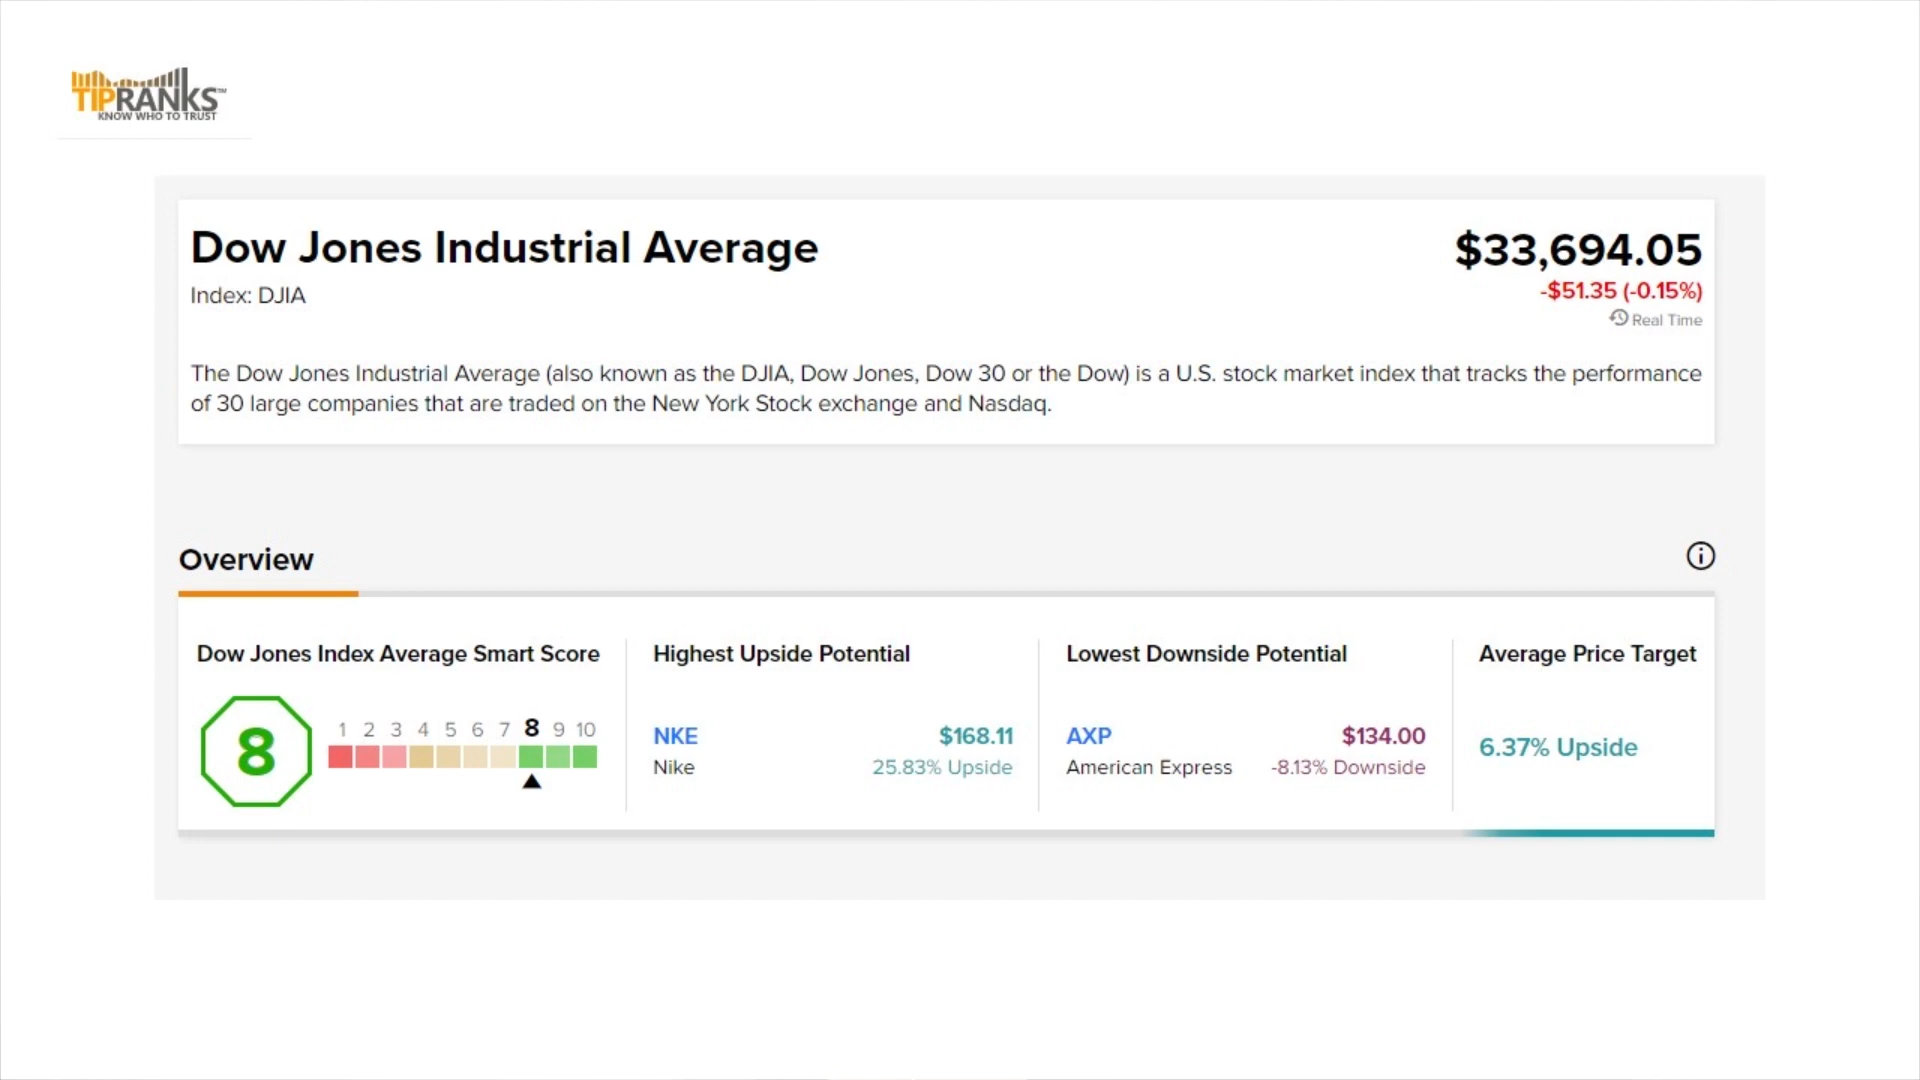 TIPRANKS™
KNOW WHO TO TRUST
Dow Jones Industrial Average
$33,694.05
Index: DJIA
-$51.35 (-0.15%)
Real Time
The Dow Jones Industrial Average (also known as the DJIA, Dow Jones, Dow 30 or the Dow) is a U.S. stock market index that tracks the performance
of 30 large companies that are traded on the New York Stock exchange and Nasdaq.
Overview
Dow Jones Index Average Smart Score
8
1 2 3 4 5 6 7 8 9 10
Highest Upside Potential
NKE $168.11
Nike 25.83% Upside
Lowest Downside Potential
AXP $134.00
American Express -8.13% Downside
Average Price Target
6.37% Upside